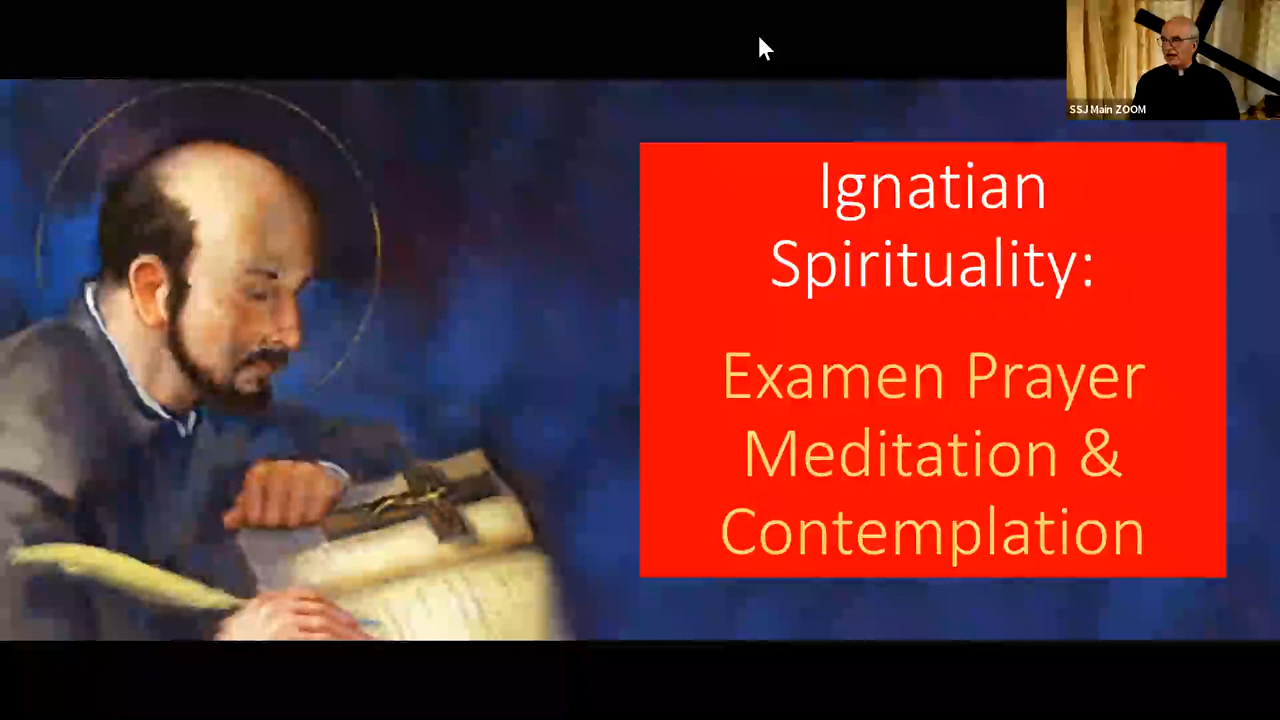 SSJ Main ZOOM
Ignatian
Spirituality:
Examen Prayer
Meditation &
Contemplation